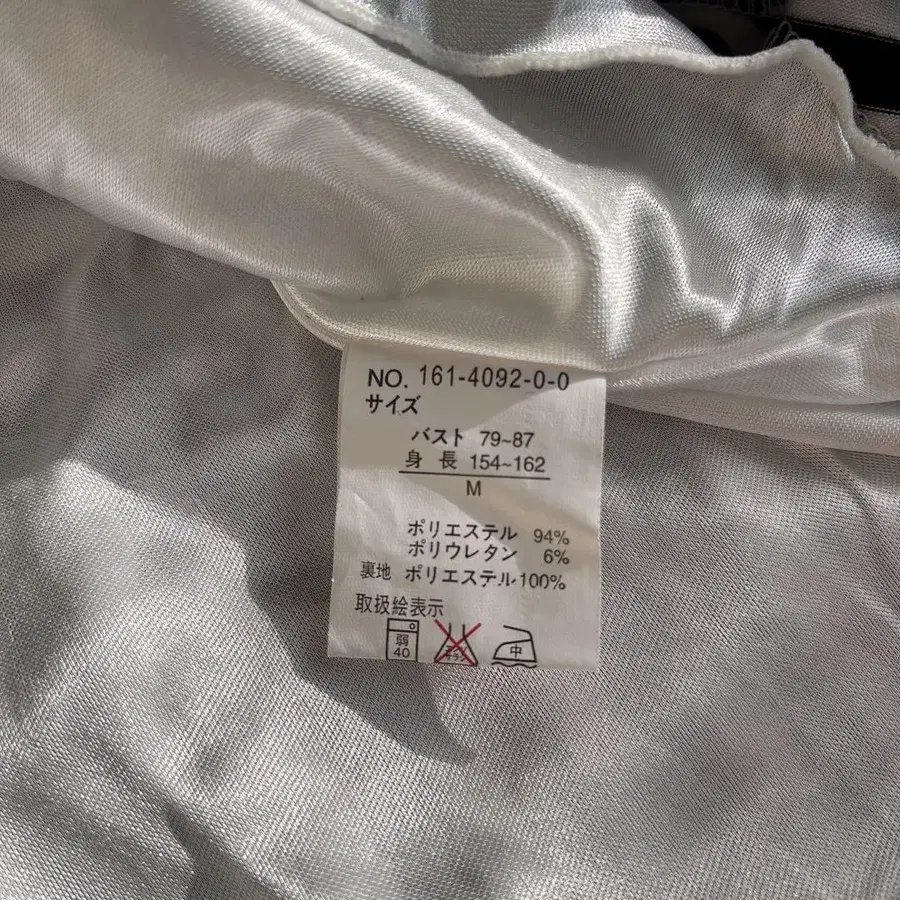 NO. 161-4092-0-0
サイズ
バスト 79~87
身 長 154~162
M
ポリエステル 94%
ポリウレタン 6%
裏地 ポリエステル100%
取扱絵表示
弱
40
中